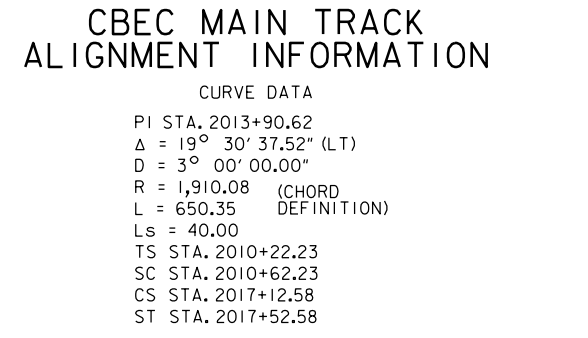 CBEC MAIN TRACK
ALIGNMENT INFORMATION
CURVE DATA
PI STA. 2013+90.62
Δ = 19° 30' 37.52" (LT)
D = 3° 00' 00.00"
R = 1,910.08 (CHORD
L = 650.35 DEFINITION)
Ls = 40.00
TS STA. 2010+22.23
SC STA. 2010+62.23
CS STA. 2017+12.58
ST STA. 2017+52.58